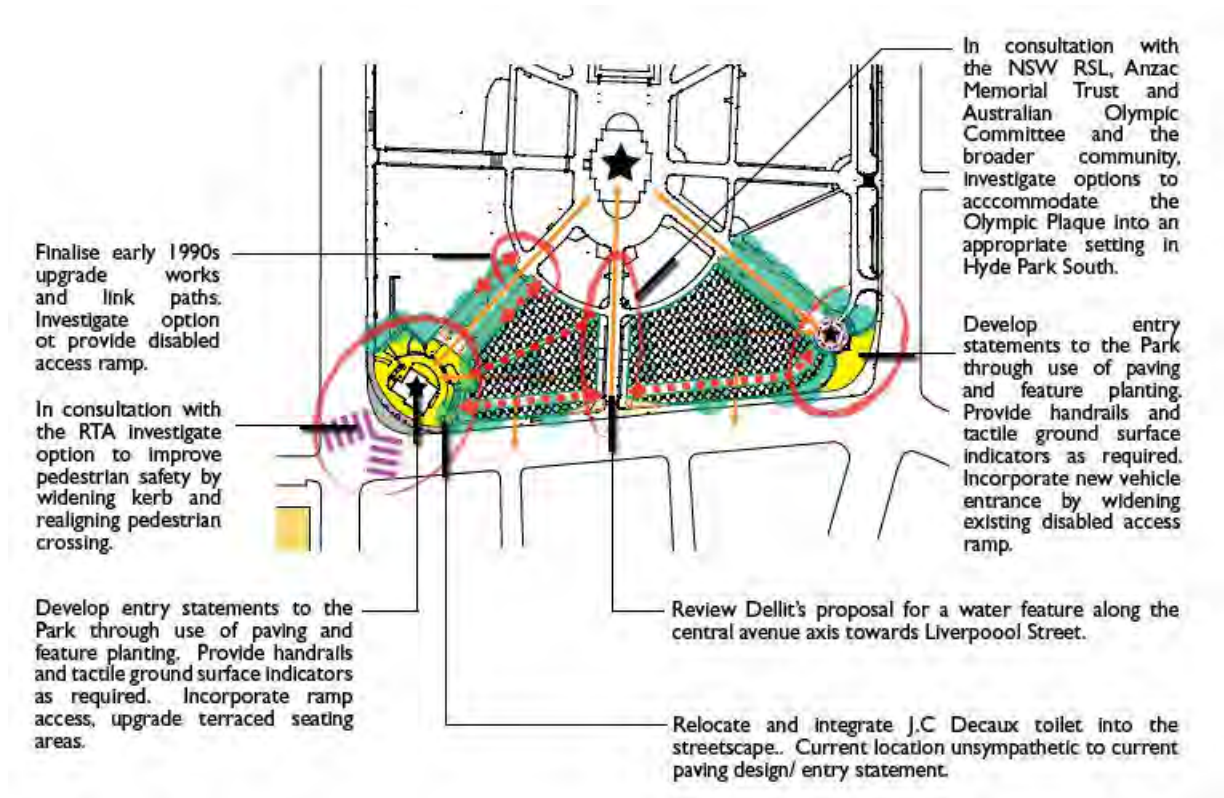 In consultation with
the NSW RSL, Anzac
Memorial Trust and
Australian Olympic
Committee and the
broader community,
investigate options to
acccommodate the
Olympic Plaque into an
appropriate setting in
Hyde Park South.
Finalise early 1990s
upgrade works
and link paths.
Investigate option
ot provide disabled
access ramp.
In consultation with
the RTA investigate
option to improve
pedestrian safety by
widening kerb and
realigning pedestrian
crossing.
Develop entry
statements to the Park
through use of paving
and feature planting.
Provide handrails and
tactile ground surface
indicators as required.
Incorporate new vehicle
entrance by widening
existing disabled access
ramp.
Develop entry statements to the
Park through use of paving and
feature planting. Provide handrails
and tactile ground surface indicators
as required. Incorporate ramp
access, upgrade terraced seating
areas.
Review Dellit's proposal for a water feature along the
central avenue axis towards Liverpoool Street.
Relocate and integrate J.C Decaux toilet into the
streetscape.. Current location unsympathetic to current
paving design/ entry statement.